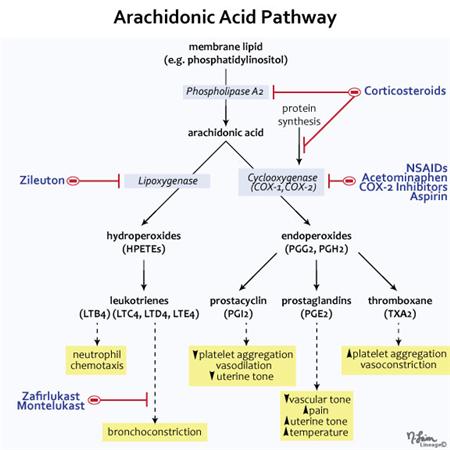 Arachidonic Acid Pathway
membrane lipid
(e.g. phosphatidylinositol)
Phospholipase A2
Corticosteroids
protein
synthesis
arachidonic acid
Zileuton
Lipoxygenase
Cyclooxygenase
(COX-1, COX-2)
NSAIDs
Acetominaphen
COX-2 Inhibitors
Aspirin
hydroperoxides
(HPETEs)
endoperoxides
(PGG2, PGH2)
leukotrienes
(LTB4) (LTC4, LTD4, LTE4)
prostacyclin
(PGI2)
prostaglandins
(PGE2)
thromboxane
(TXA2)
neutrophil
chemotaxis
▼platelet aggregation
vasodilation
▼uterine tone
▲platelet aggregation
vasoconstriction
Zafirlukast
Montelukast
▼vascular tone
▲pain
▲uterine tone
▲temperature
bronchoconstriction
Lineage©